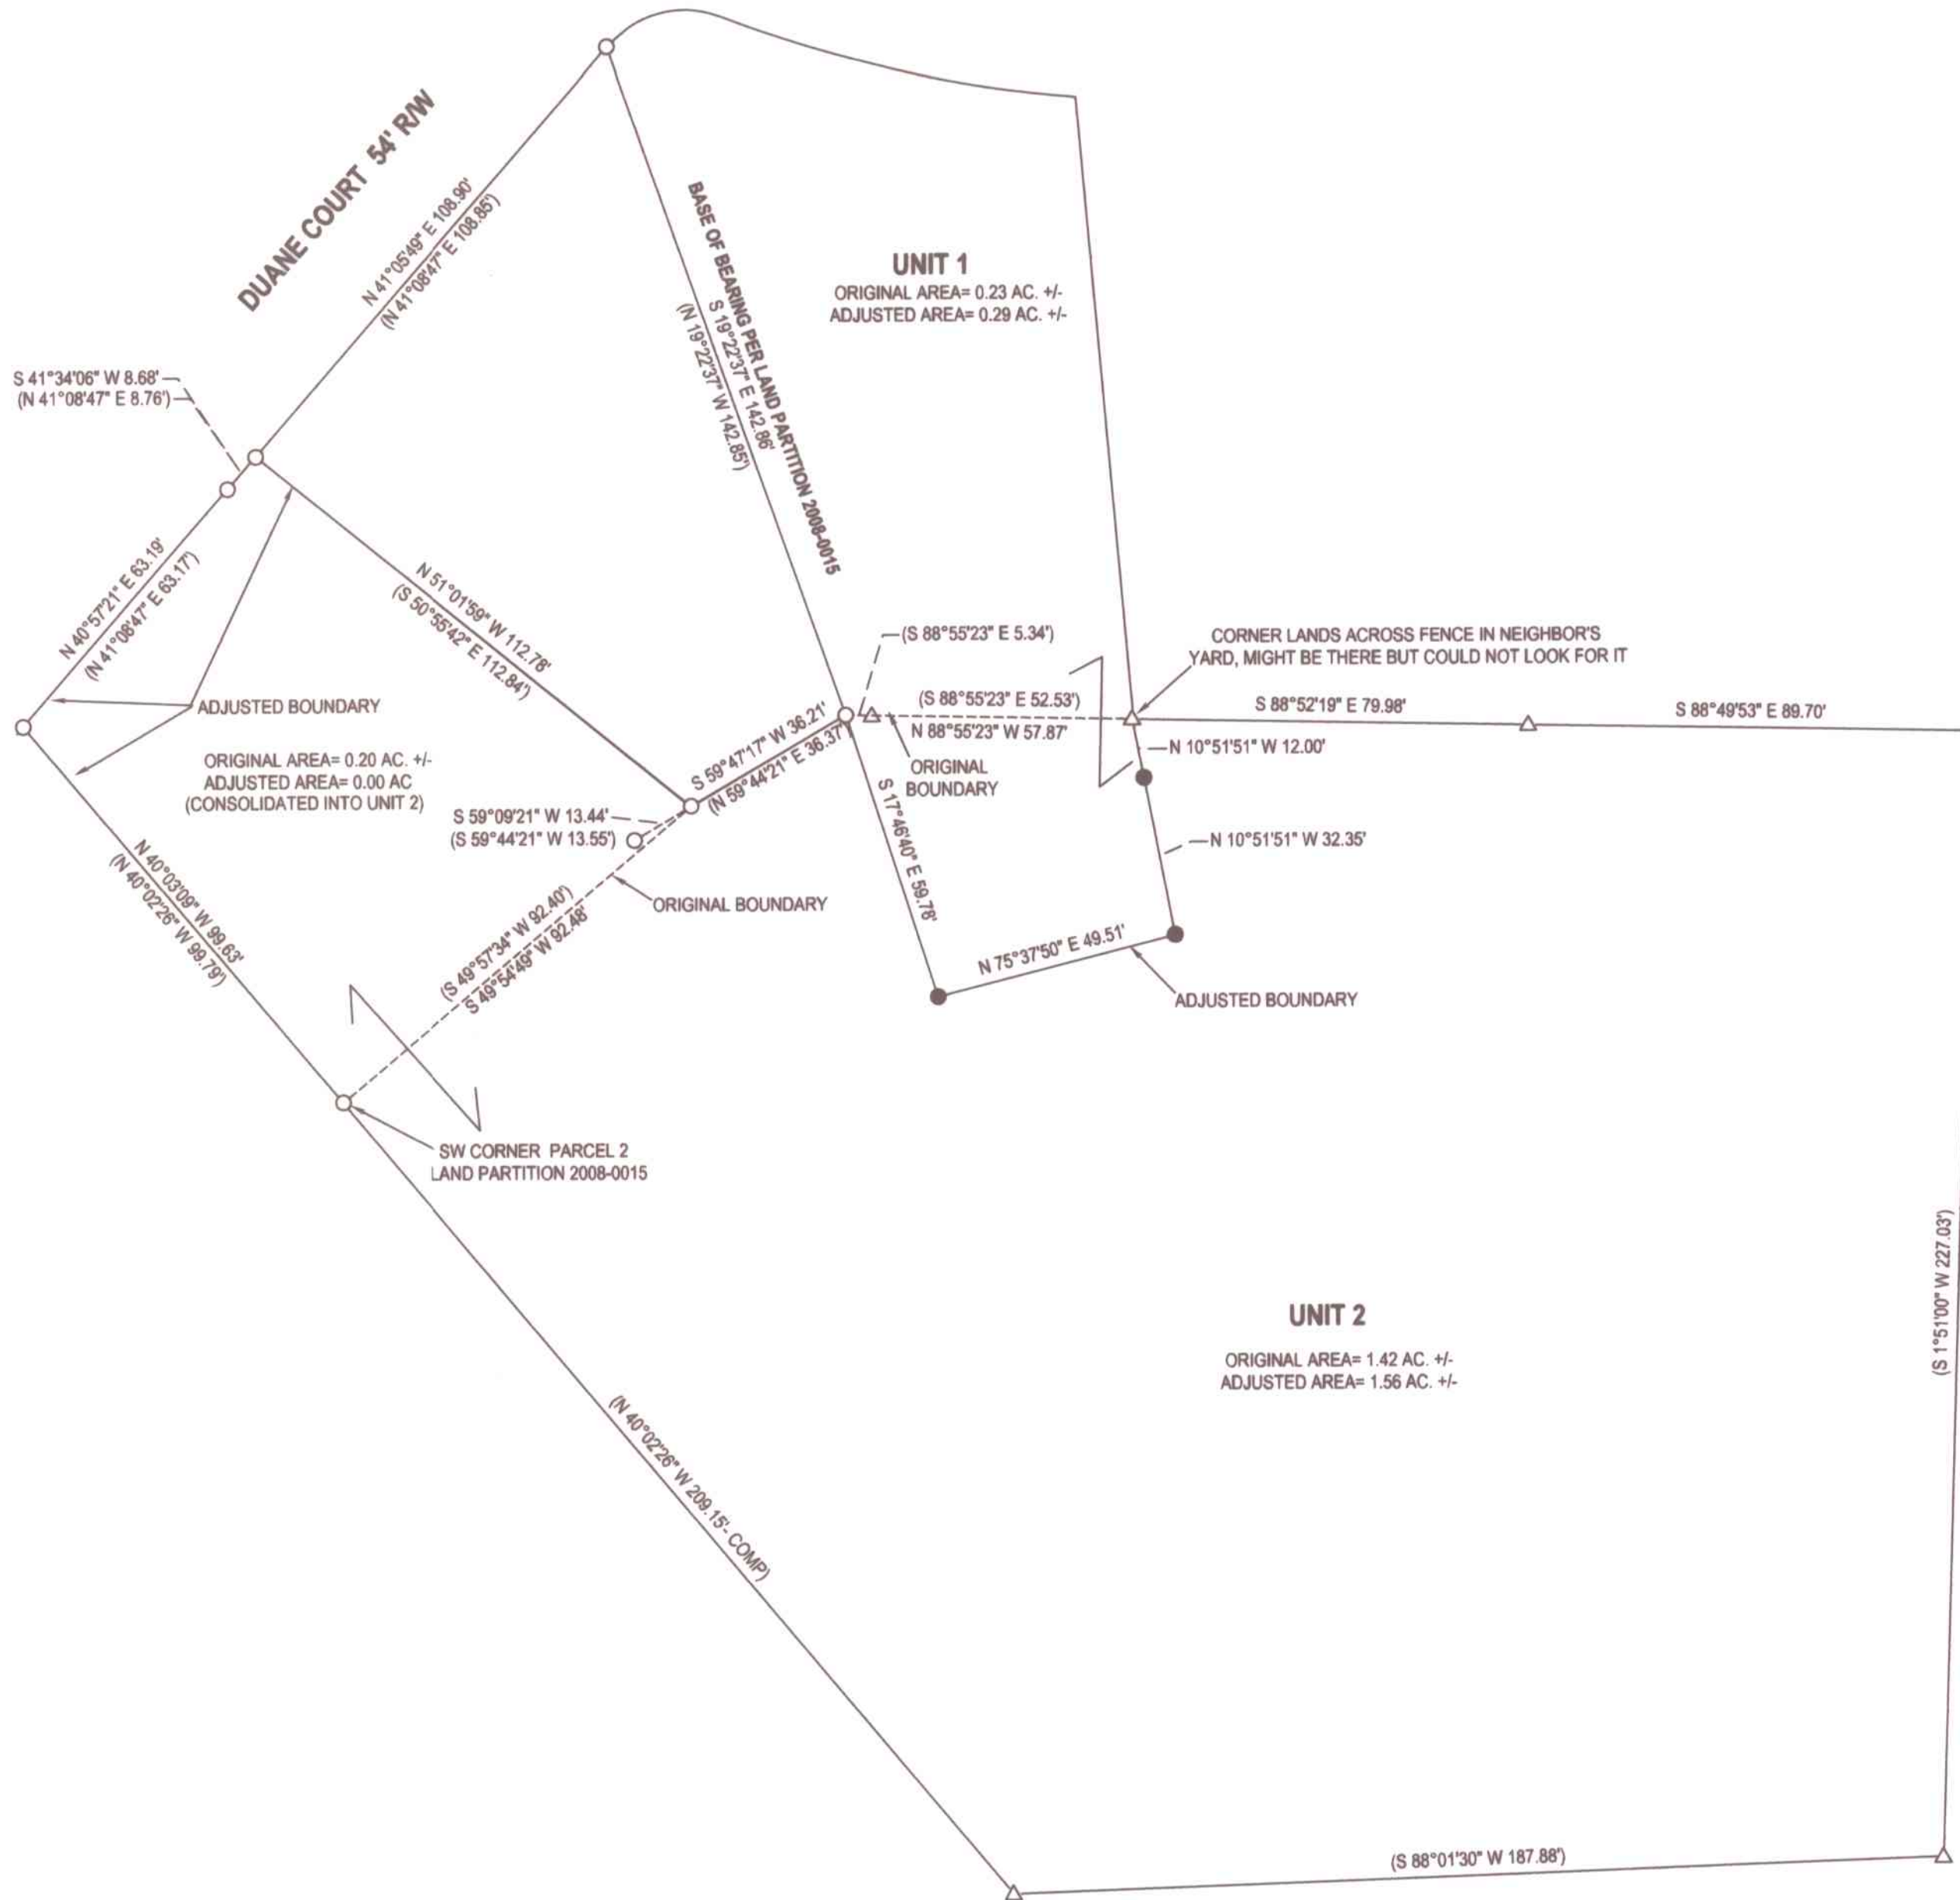 DUANE COURT 54' R/W
N 41°05'49" E 108.90'
(N 41°08'47" E 108.85')
BASE OF BEARING PER LAND PARTITION 2008-0015
S 19°22'37" E 142.86'
(N 19°22'37" W 142.85')
UNIT 1
ORIGINAL AREA= 0.23 AC. +/-
ADJUSTED AREA= 0.29 AC. +/-
S 41°34'06" W 8.68'
(N 41°08'47" E 8.76')
N 40°57'21" E 63.19'
(N 41°08'47" E 63.17')
N 51°01'59" W 112.78'
(S 50°55'42" E 112.84')
ADJUSTED BOUNDARY
ORIGINAL AREA= 0.20 AC. +/-
ADJUSTED AREA= 0.00 AC
(CONSOLIDATED INTO UNIT 2)
(S 88°55'23" E 5.34')
CORNER LANDS ACROSS FENCE IN NEIGHBOR'S
YARD, MIGHT BE THERE BUT COULD NOT LOOK FOR IT
(S 88°55'23" E 52.53')
N 88°55'23" W 57.87'
S 88°52'19" E 79.98'
S 88°49'53" E 89.70'
ORIGINAL
BOUNDARY
N 10°51'51" W 12.00'
S 59°47'17" W 36.21'
(N 59°44'21" E 36.37')
S 59°09'21" W 13.44'
(S 59°44'21" W 13.55')
S 17°46'40" E 59.78'
N 10°51'51" W 32.35'
ORIGINAL BOUNDARY
N 40°03'09" W 99.63'
(N 40°02'26" W 99.79')
(S 49°57'34" W 92.40')
S 49°54'49" W 92.48'
N 75°37'50" E 49.51'
ADJUSTED BOUNDARY
SW CORNER PARCEL 2
LAND PARTITION 2008-0015
(S 1°51'00" W 227.03')
UNIT 2
ORIGINAL AREA= 1.42 AC. +/-
ADJUSTED AREA= 1.56 AC. +/-
(N 40°02'26" W 209.15'- COMP)
(S 88°01'30" W 187.88')